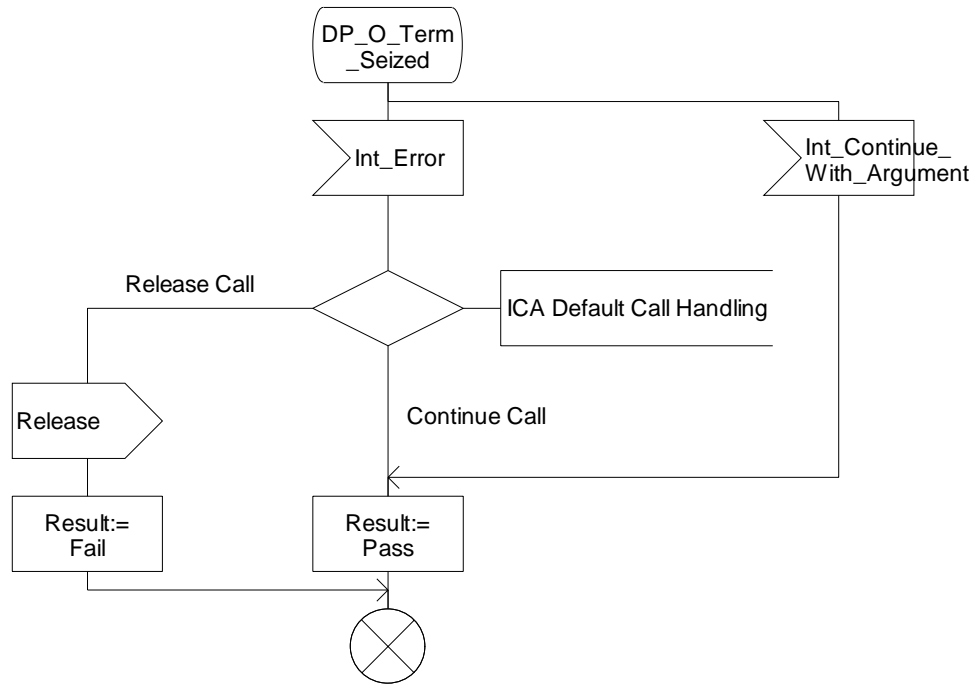 DP_O_Term
_Seized
Int_Error
Int_Continue_
With_Argument
Release Call
ICA Default Call Handling
Release
Continue Call
Result:=
Fail
Result:=
Pass